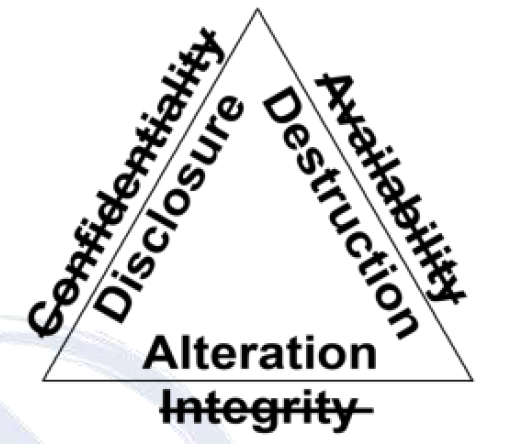 Confidentiality
Disclosure
Destruction
Availability
Alteration
Integrity